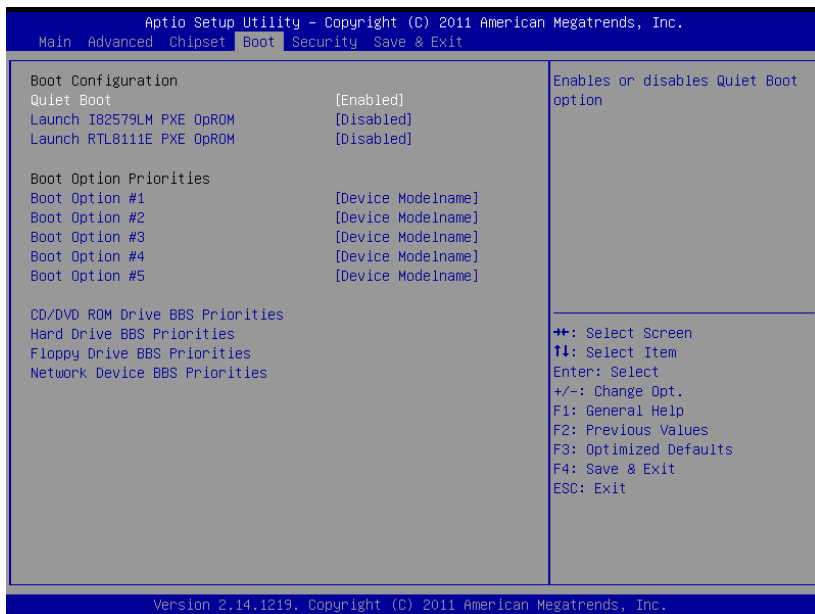 Aptio Setup Utility – Copyright (C) 2011 American Megatrends, Inc.
Main Advanced Chipset Boot Security Save & Exit
Boot Configuration
Quiet Boot [Enabled]
Launch I82579LM PXE OpROM [Disabled]
Launch RTL8111E PXE OpROM [Disabled]
Boot Option Priorities
Boot Option #1 [Device Modelname]
Boot Option #2 [Device Modelname]
Boot Option #3 [Device Modelname]
Boot Option #4 [Device Modelname]
Boot Option #5 [Device Modelname]
CD/DVD ROM Drive BBS Priorities
Hard Drive BBS Priorities
Floppy Drive BBS Priorities
Network Device BBS Priorities
Enables or disables Quiet Boot
option
→←: Select Screen
↑↓: Select Item
Enter: Select
+/-: Change Opt.
F1: General Help
F2: Previous Values
F3: Optimized Defaults
F4: Save & Exit
ESC: Exit
Version 2.14.1219. Copyright (C) 2011 American Megatrends, Inc.